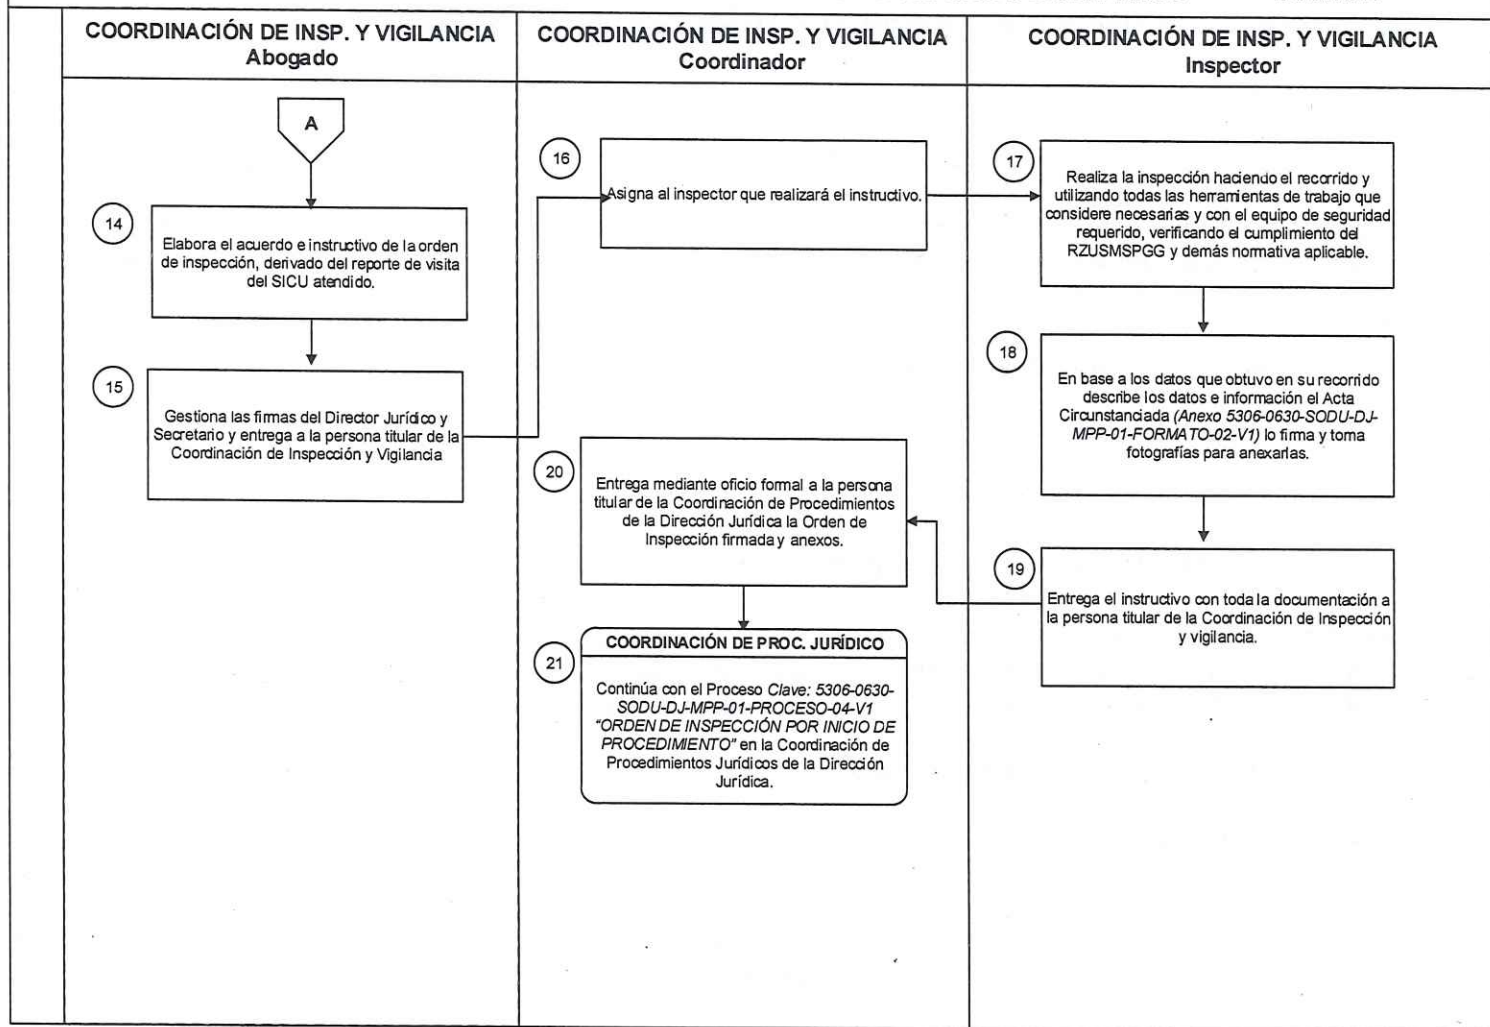 COORDINACIÓN DE INSP. Y VIGILANCIA
Abogado
COORDINACIÓN DE INSP. Y VIGILANCIA
Coordinador
COORDINACIÓN DE INSP. Y VIGILANCIA
Inspector
A
14
Elabora el acuerdo e instructivo de la orden
de inspección, derivado del reporte de visita
del SICU atendido.
15
Gestiona las firmas del Director Jurídico y
Secretario y entrega a la persona titular de la
Coordinación de Inspección y Vigilancia
16
Asigna al inspector que realizará el instructivo.
17
Realiza la inspección haciendo el recorrido y
utilizando todas las herramientas de trabajo que
considere necesarias y con el equipo de seguridad
requerido, verificando el cumplimiento del
RZUSMSPGG y demás normativa aplicable.
18
En base a los datos que obtuvo en su recorrido
describe los datos e información el Acta
Circunstanciada (Anexo 5306-0630-SODU-DJ-
MPP-01-FORMATO-02-V1) lo firma y toma
fotografías para anexarlas.
19
Entrega el instructivo con toda la documentación a
la persona titular de la Coordinación de Inspección
y vigilancia.
20
Entrega mediante oficio formal a la persona
titular de la Coordinación de Procedimientos
de la Dirección Jurídica la Orden de
Inspección firmada y anexos.
21
COORDINACIÓN DE PROC. JURÍDICO
Continúa con el Proceso Clave: 5306-0630-
SODU-DJ-MPP-01-PROCESO-04-V1
"ORDEN DE INSPECCIÓN POR INICIO DE
PROCEDIMIENTO" en la Coordinación de
Procedimientos Jurídicos de la Dirección
Jurídica.